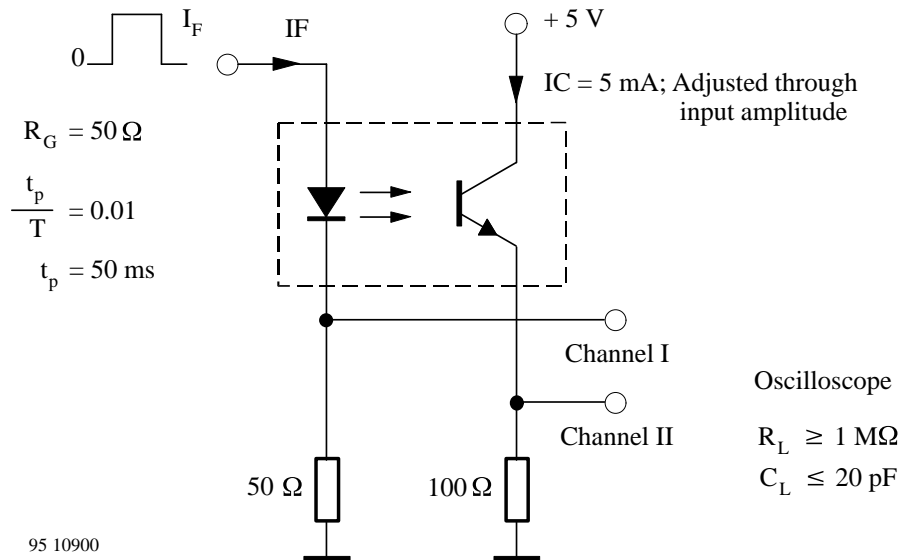 I_F
0
IF
+ 5 V
IC = 5 mA; Adjusted through
input amplitude
R_G = 50 Ω
t_p
T
= 0.01
t_p = 50 ms
Channel I
Channel II
Oscilloscope
R_L ≥ 1 MΩ
C_L ≤ 20 pF
50 Ω
100 Ω
95 10900